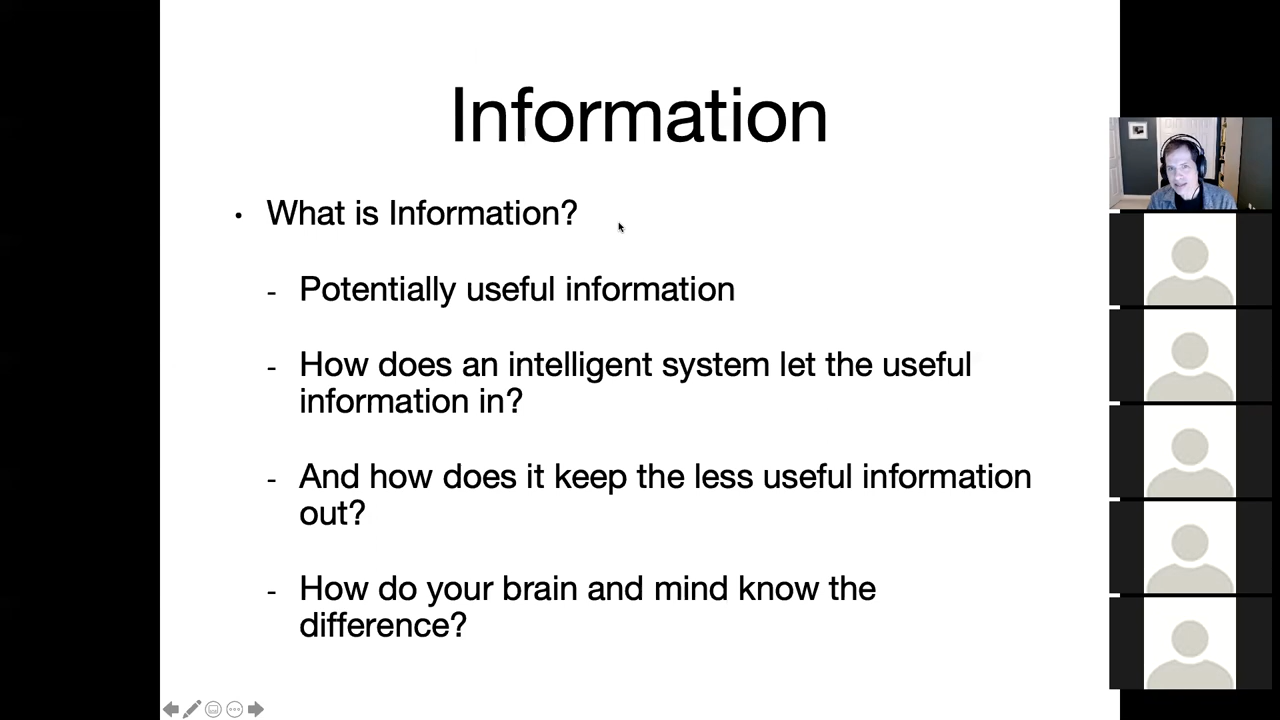 Information
• What is Information?
- Potentially useful information
- How does an intelligent system let the useful
information in?
- And how does it keep the less useful information
out?
- How do your brain and mind know the
difference?